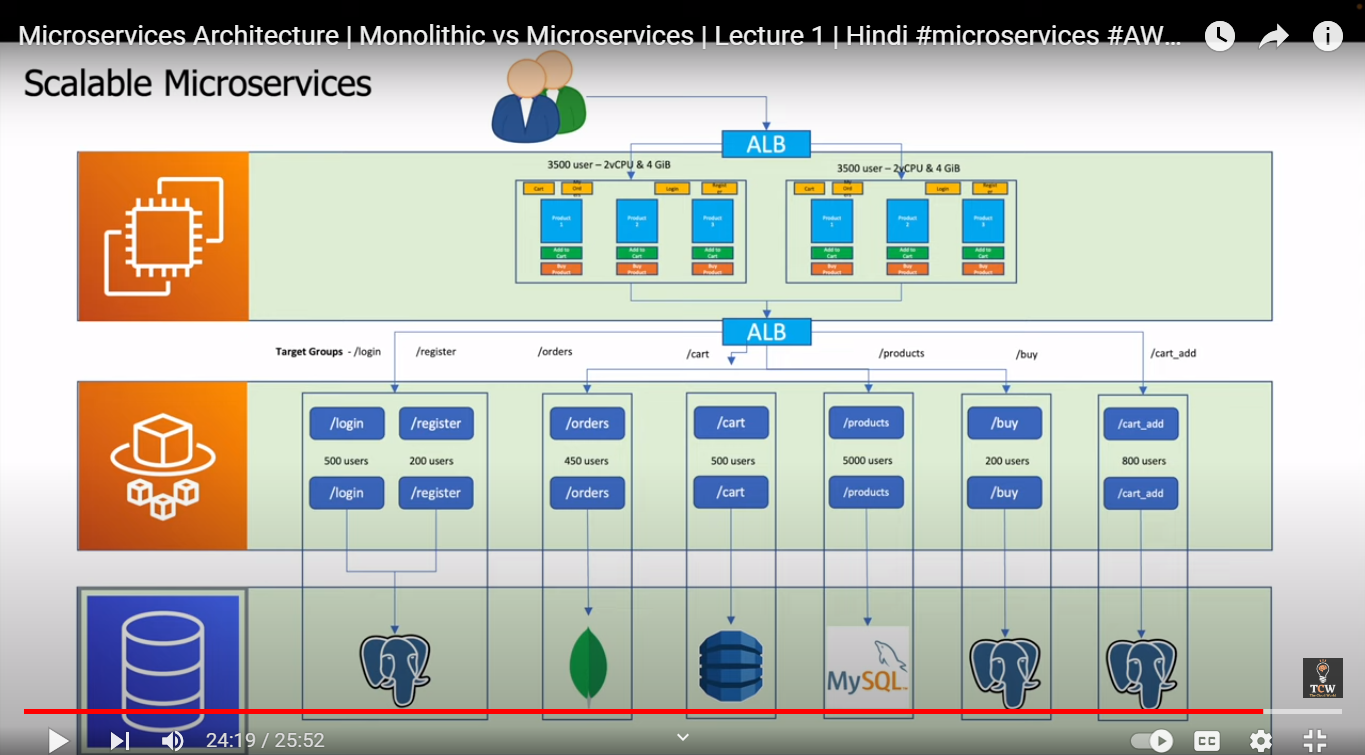 Microservices Architecture | Monolithic vs Microservices | Lecture 1 | Hindi #microservices #AW...
Scalable Microservices
ALB
3500 user – 2vCPU & 4 GiB
3500 user – 2vCPU & 4 GiB
Cart
Login
Regist
er
Cart
Login
Regist
er
Product
1
Product
2
Product
3
Product
1
Product
2
Product
3
Add to
Cart
Add to
Cart
Add to
Cart
Add to
Cart
Add to
Cart
Add to
Cart
Buy
Product
Buy
Product
Buy
Product
Buy
Product
Buy
Product
Buy
Product
ALB
Target Groups - /login /register /orders /cart /products /buy /cart_add
/login /register /orders /cart /products /buy /cart_add
500 users 200 users 450 users 500 users 5000 users 200 users 800 users
/login /register /orders /cart /products /buy /cart_add
MySQL
TCW
24:19 / 25:52
CC